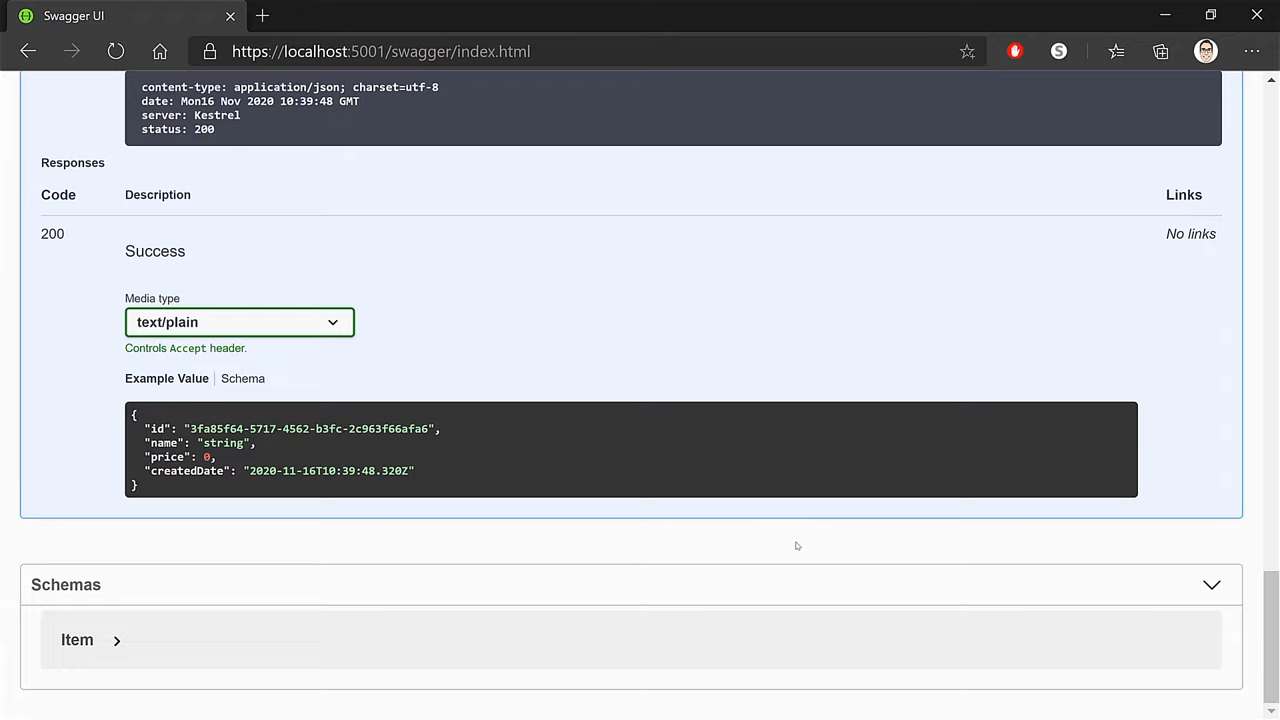 Swagger UI
https://localhost:5001/swagger/index.html
S
content-type: application/json; charset=utf-8
date: Mon16 Nov 2020 10:39:48 GMT
server: Kestrel
status: 200
Responses
Code Description Links
200 Success No links
Media type
text/plain
Controls Accept header.
Example Value | Schema
{
"id": "3fa85f64-5717-4562-b3fc-2c963f66afa6",
"name": "string",
"price": 0,
"createdDate": "2020-11-16T10:39:48.320Z"
}
Schemas
Item